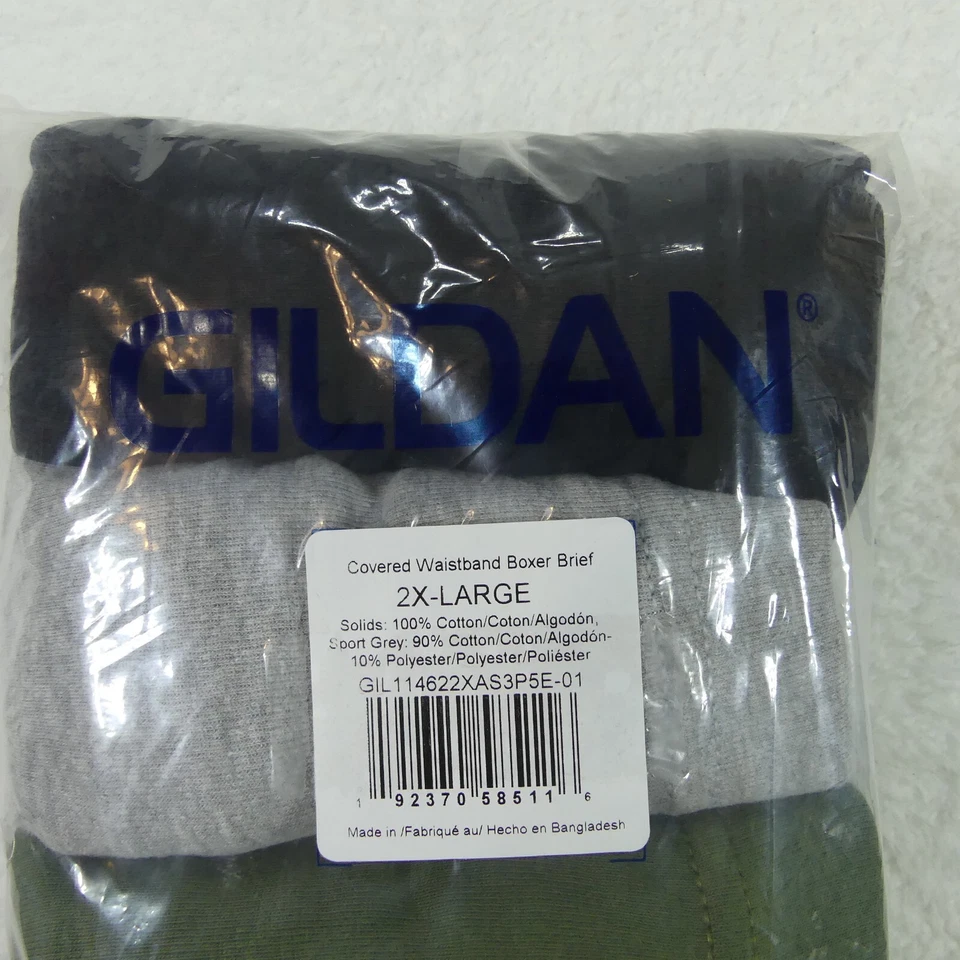 GILDAN®
Covered Waistband Boxer Brief
2X-LARGE
Solids: 100% Cotton/Coton/Algodón,
Sport Grey: 90% Cotton/Coton/Algodón-
10% Polyester/Polyester/Poliéster
GIL114622XAS3P5E-01
1 92370 58511 6
Made in /Fabriqué au/ Hecho en Bangladesh